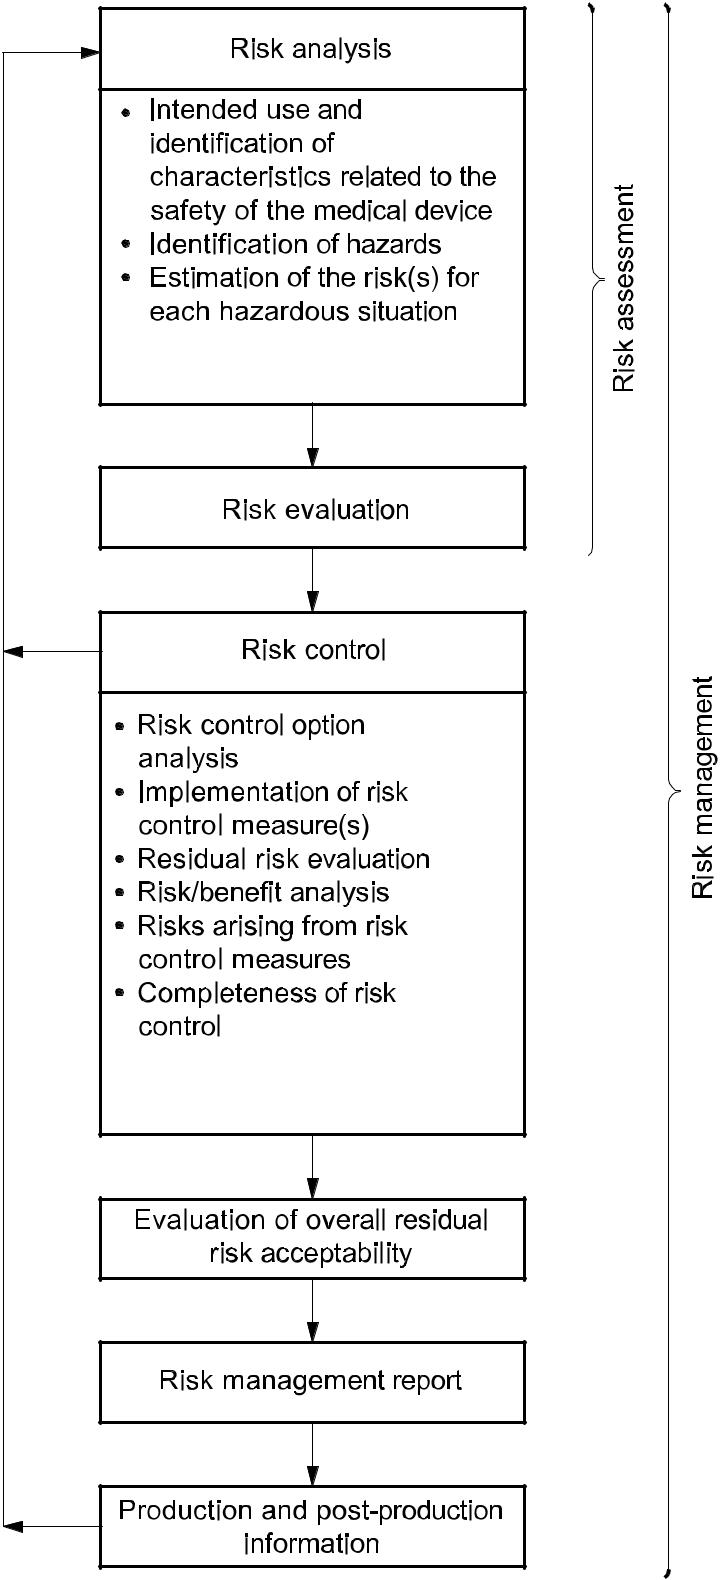 Risk analysis
• Intended use and
identification of
characteristics related to the
safety of the medical device
• Identification of hazards
• Estimation of the risk(s) for
each hazardous situation
Risk evaluation
Risk assessment
Risk control
• Risk control option
analysis
• Implementation of risk
control measure(s)
• Residual risk evaluation
• Risk/benefit analysis
• Risks arising from risk
control measures
• Completeness of risk
control
Risk management
Evaluation of overall residual
risk acceptability
Risk management report
Production and post-production
information